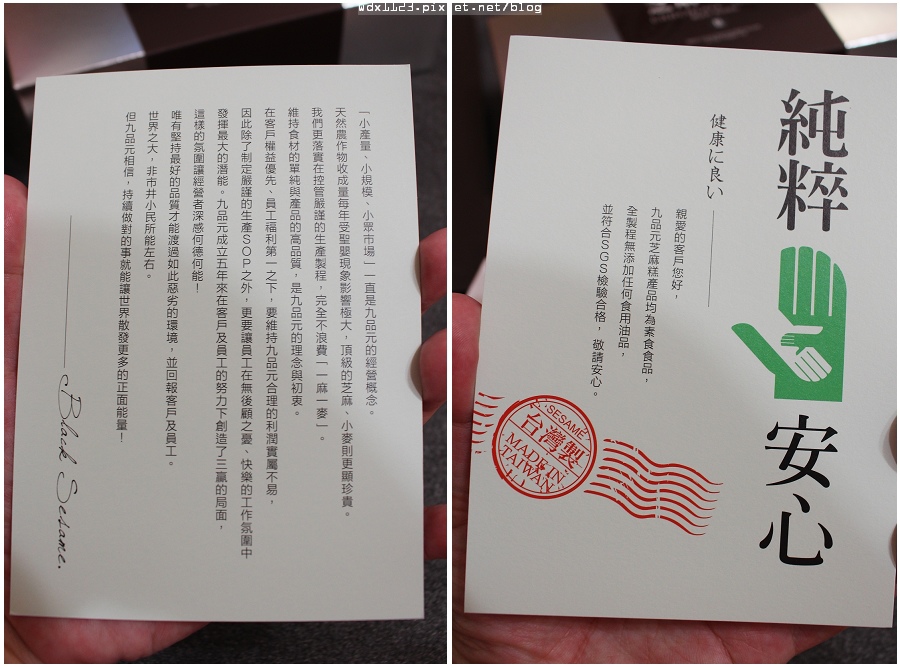 wdx1123.pixnet.net/blog
「小產量、小規模、小眾市場」一直是九品元的經營概念。
天然農作物收成量每年受聖嬰現象影響極大，頂級的芝麻、小麥則更顯珍貴。
我們更落實在控管嚴謹的生產製程，完全不浪費「一麻一麥」。
維持食材的單純與產品的高品質，是九品元的理念與初衷。
在客戶權益優先、員工福利第一之下，要維持九品元合理的利潤實屬不易，
因此除了制定嚴謹的生產SOP之外，更要讓員工在無後顧之憂、快樂的工作氛圍中
發揮最大的潛能。九品元成立五年來在客戶及員工的努力下創造了三贏的局面，
這樣的氛圍讓經營者深感何德何能！
唯有堅持最好的品質才能渡過如此惡劣的環境，並回報客戶及員工。
世界之大，非市井小民所能左右。
但九品元相信，持續做對的事就能讓世界散發更多的正面能量！
Black Sesame.
純粹
安心
健康に良い
親愛的客戶您好，
九品元芝麻糕產品均為素食食品，
全製程無添加任何食用油品，
並符合SGS檢驗合格，敬請安心。
SESAME
台灣製
MADE IN
TAIWAN